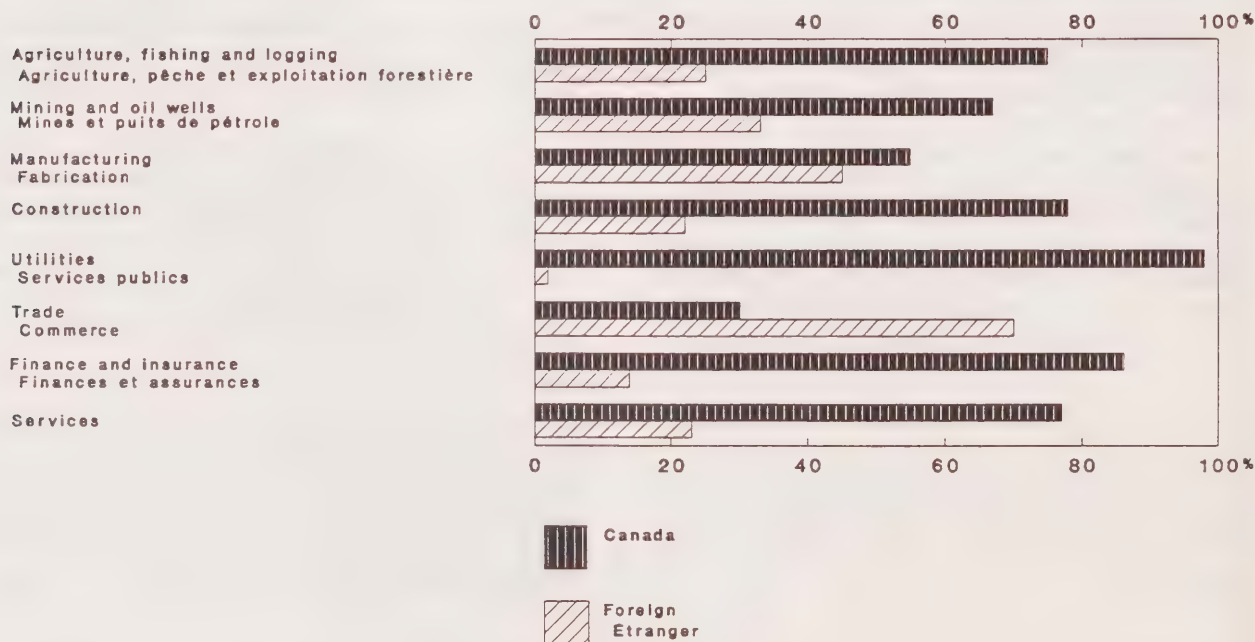 0 20 40 60 80 100%
Agriculture, fishing and logging
Agriculture, pêche et exploitation forestière
Mining and oil wells
Mines et puits de pétrole
Manufacturing
Fabrication
Construction
Utilities
Services publics
Trade
Commerce
Finance and insurance
Finances et assurances
Services
0 20 40 60 80 100%
Canada
Foreign
Étranger